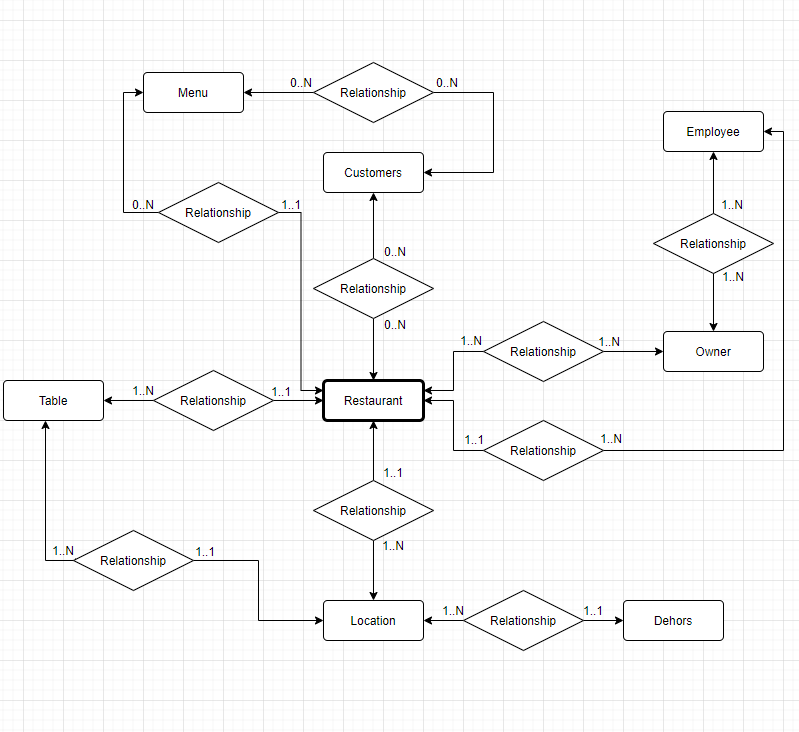 0..N
0..N
Menu
Relationship
Employee
Customers
0..N
1..1
1..N
Relationship
Relationship
0..N
1..N
Relationship
0..N
1..N
1..N
Relationship
Owner
1..N
1..1
Table
Relationship
Restaurant
1..1
1..N
Relationship
1..1
Relationship
1..N
1..N
1..1
Relationship
1..N
1..1
Location
Relationship
Dehors